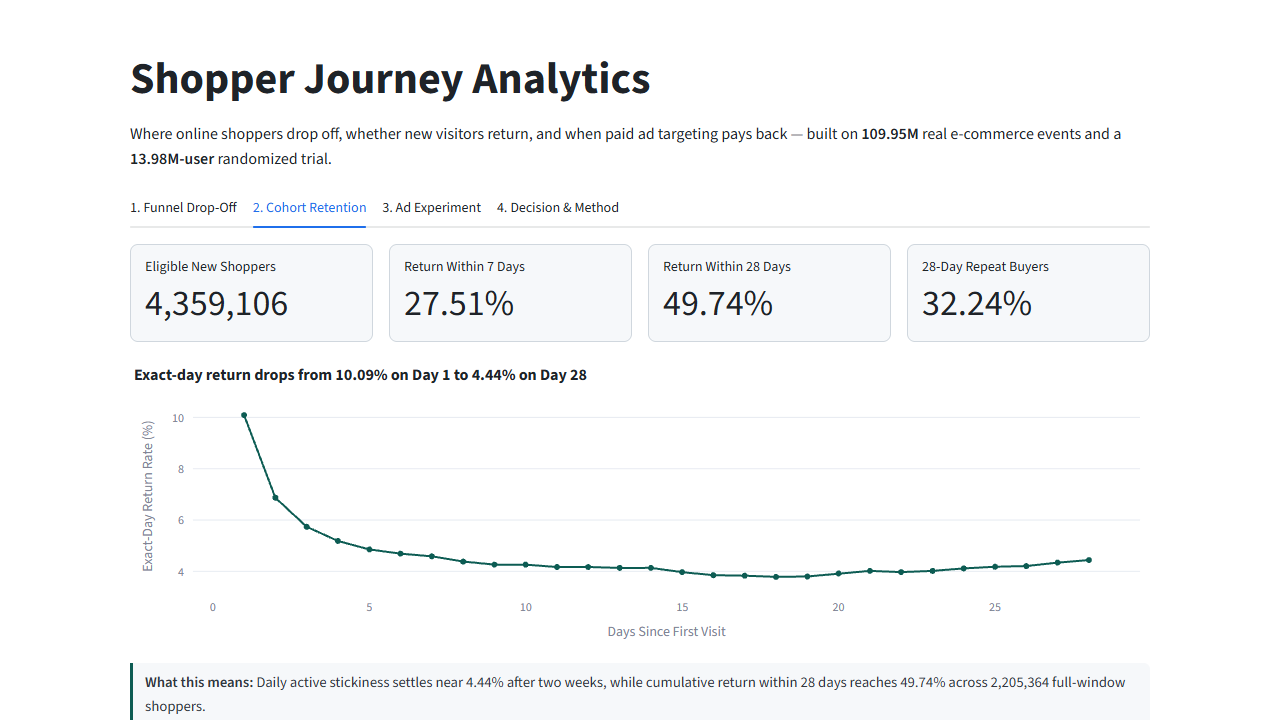 Shopper Journey Analytics
Where online shoppers drop off, whether new visitors return, and when paid ad targeting pays back — built on 109.95M real e-commerce events and a
13.98M-user randomized trial.
1. Funnel Drop-Off 2. Cohort Retention 3. Ad Experiment 4. Decision & Method
Eligible New Shoppers
4,359,106
Return Within 7 Days
27.51%
Return Within 28 Days
49.74%
28-Day Repeat Buyers
32.24%
Exact-day return drops from 10.09% on Day 1 to 4.44% on Day 28
Exact-Day Return Rate (%)
10
8
6
4
0 5 10 15 20 25
Days Since First Visit
What this means: Daily active stickiness settles near 4.44% after two weeks, while cumulative return within 28 days reaches 49.74% across 2,205,364 full-window
shoppers.